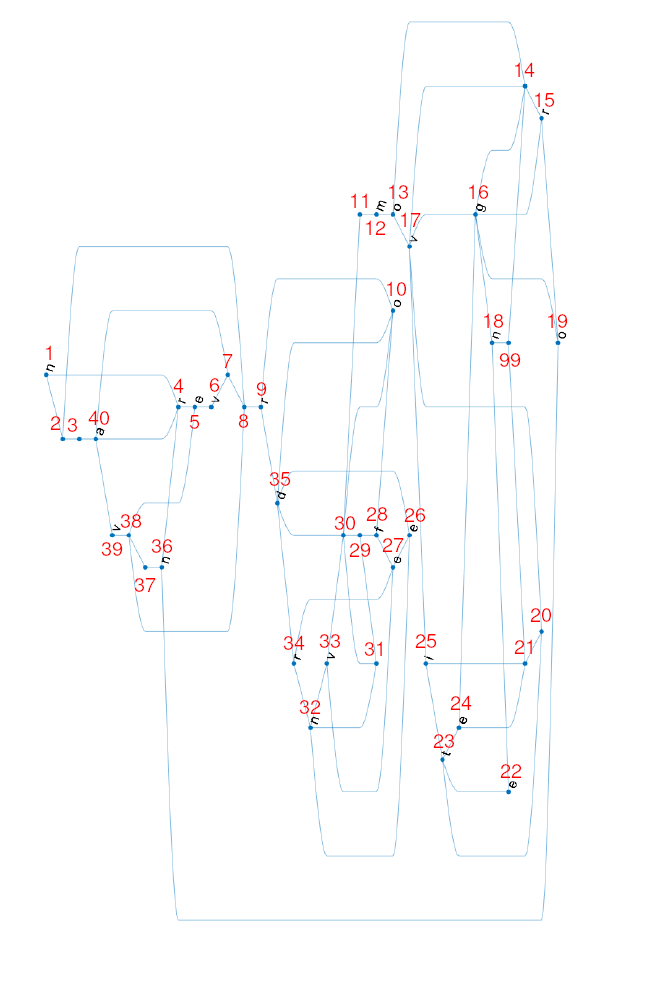 14
15 r
11 m 13 o 16 g
12 17 v
10 o
18 n 19 o
1 n 7 99
4 r e 6 v 9 r
2 3 40 a 5 8
35 d
v 38 30 28 f 26 e
39 36 n 29 27 e
37
20
34 r 33 v 31 25 i 21
32 n 24 e
23 t
22 e